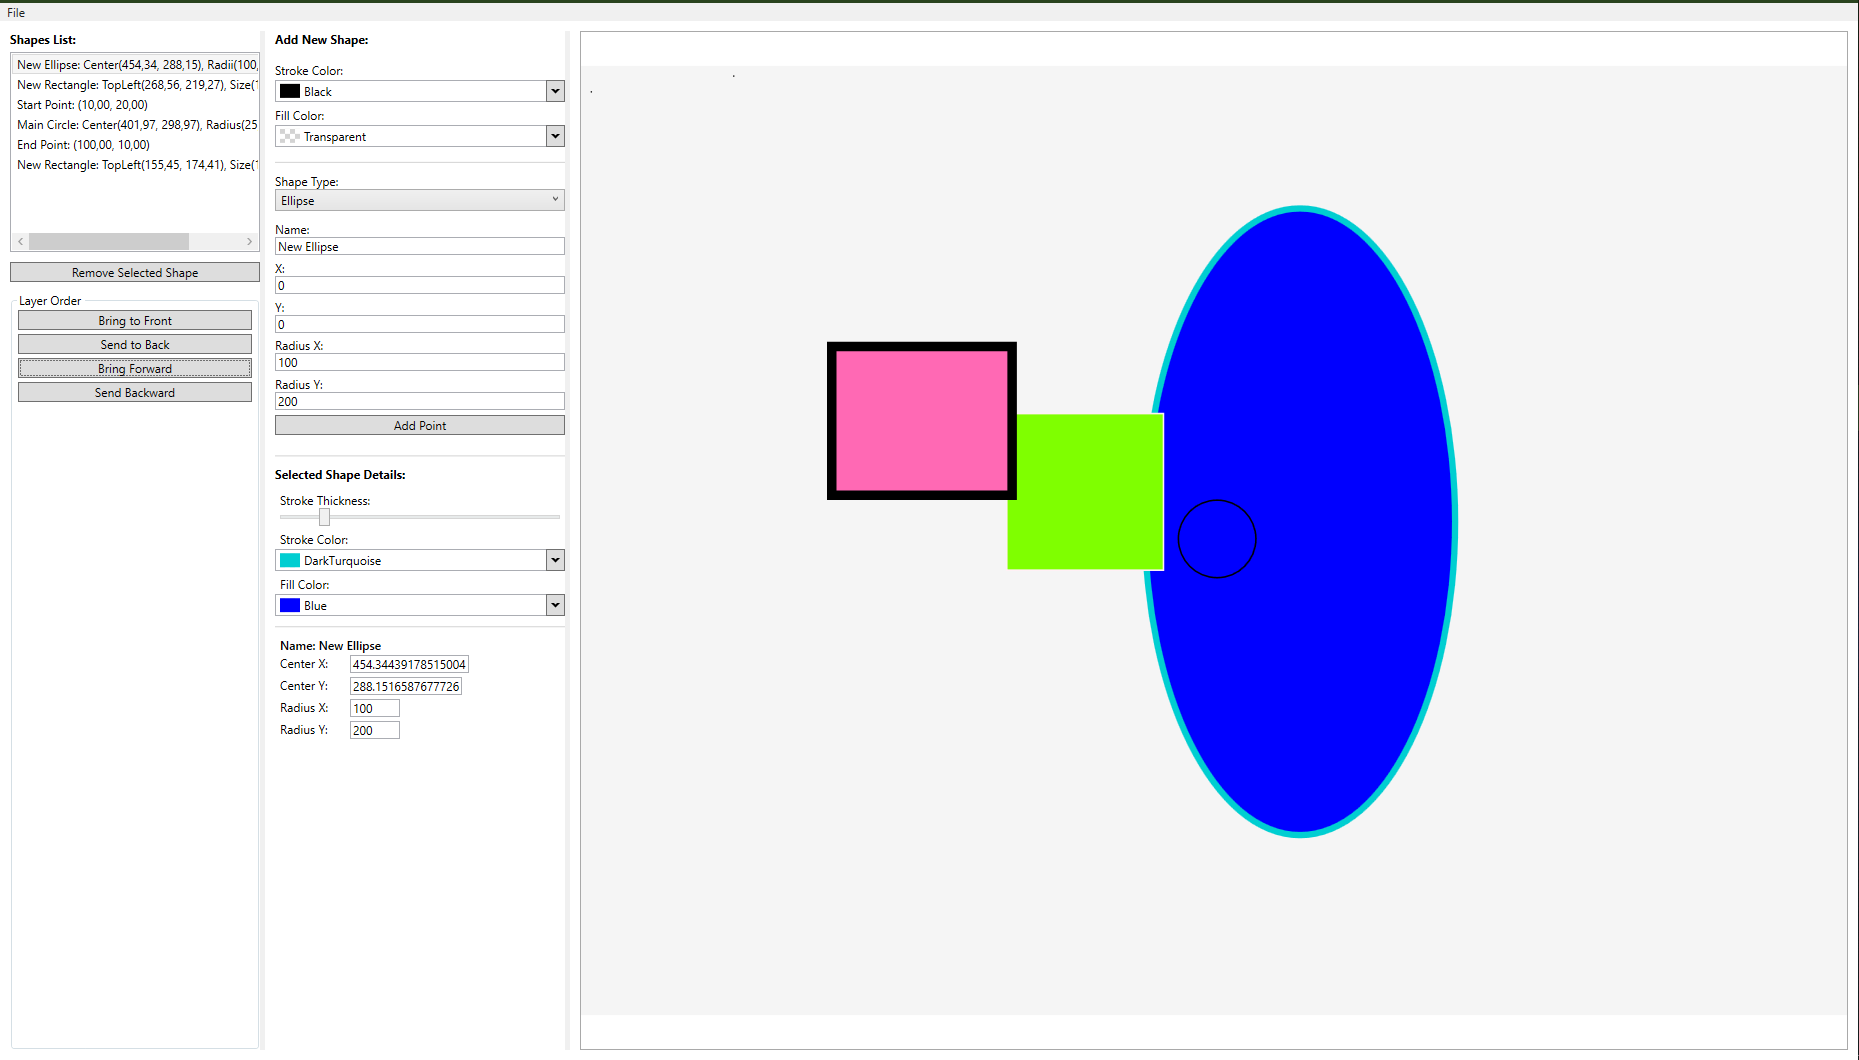 File
Shapes List:
New Ellipse: Center(454,34, 288,15), Radii(100,
New Rectangle: TopLeft(268,56, 219,27), Size(1
Start Point: (10,00, 20,00)
Main Circle: Center(401,97, 298,97), Radius(25
End Point: (100,00, 10,00)
New Rectangle: TopLeft(155,45, 174,41), Size(1
Remove Selected Shape
Layer Order
Bring to Front
Send to Back
Bring Forward
Send Backward
Add New Shape:
Stroke Color:
Black
Fill Color:
Transparent
Shape Type:
Ellipse
Name:
New Ellipse
X:
0
Y:
0
Radius X:
100
Radius Y:
200
Add Point
Selected Shape Details:
Stroke Thickness:
Stroke Color:
DarkTurquoise
Fill Color:
Blue
Name: New Ellipse
Center X: 454.34439178515004
Center Y: 288.1516587677726
Radius X: 100
Radius Y: 200